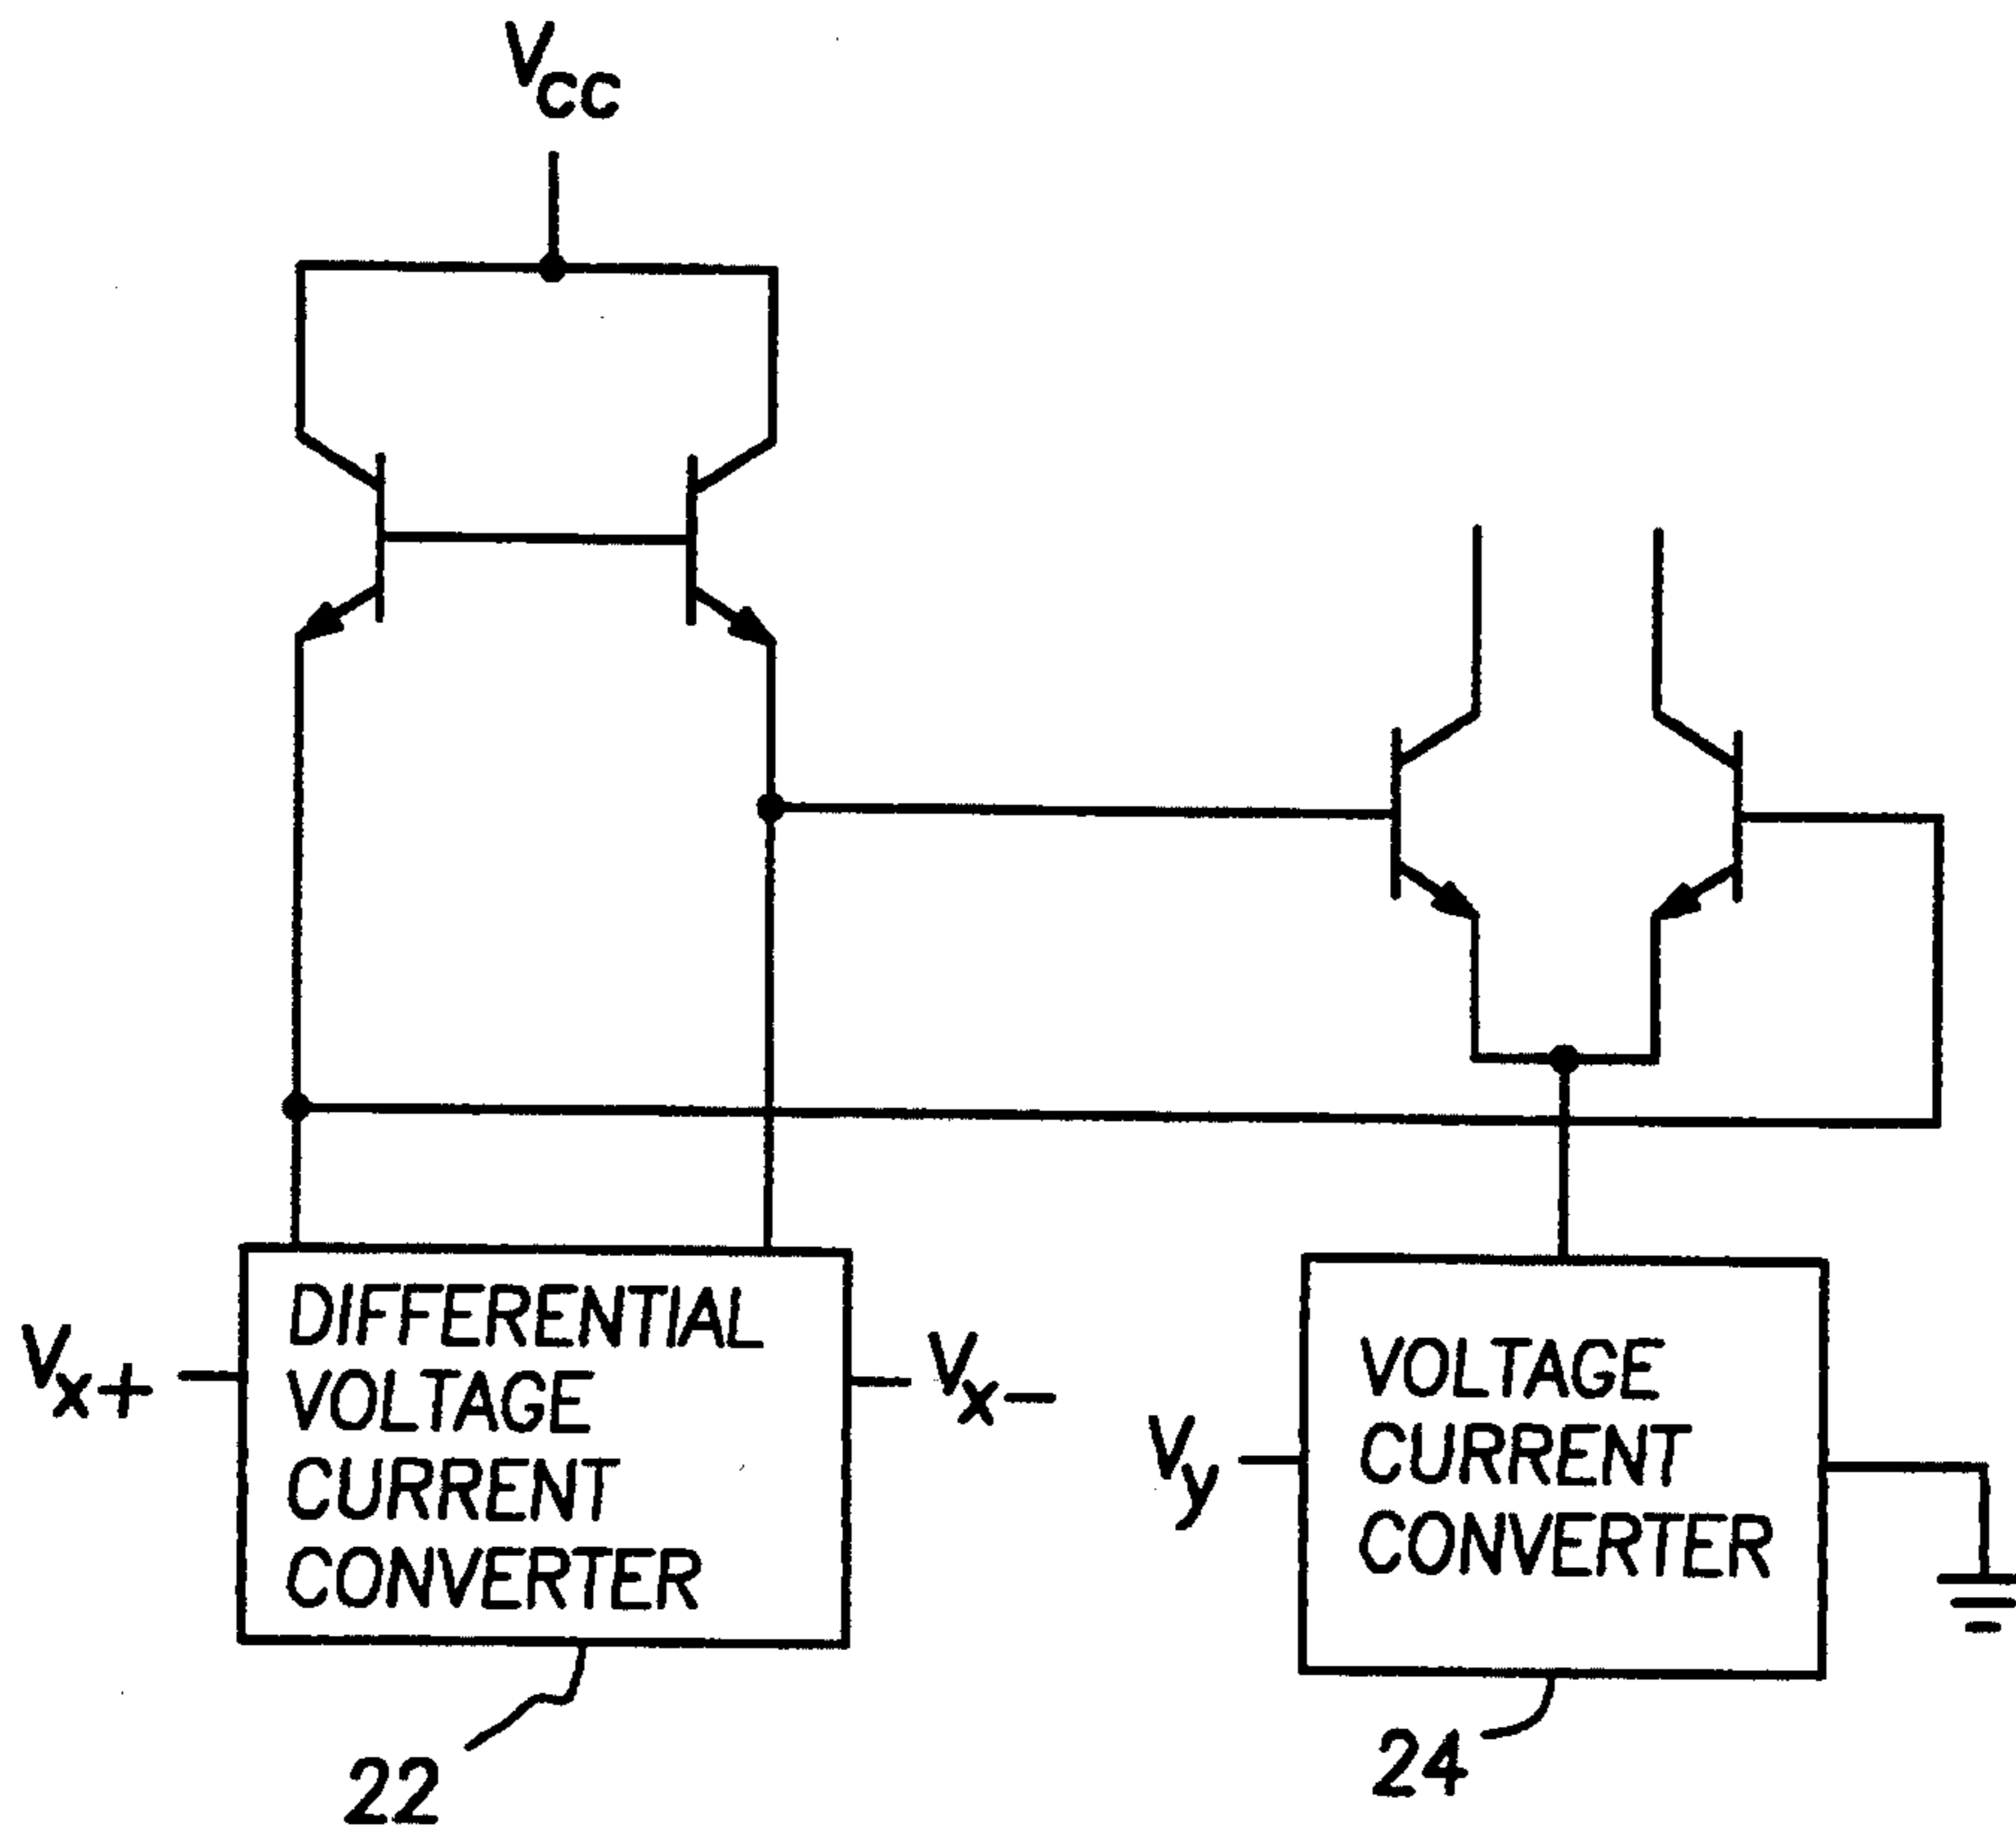 VCC
DIFFERENTIAL
VOLTAGE
CURRENT
CONVERTER
Vx+
Vx−
Vy
VOLTAGE
CURRENT
CONVERTER
22
24